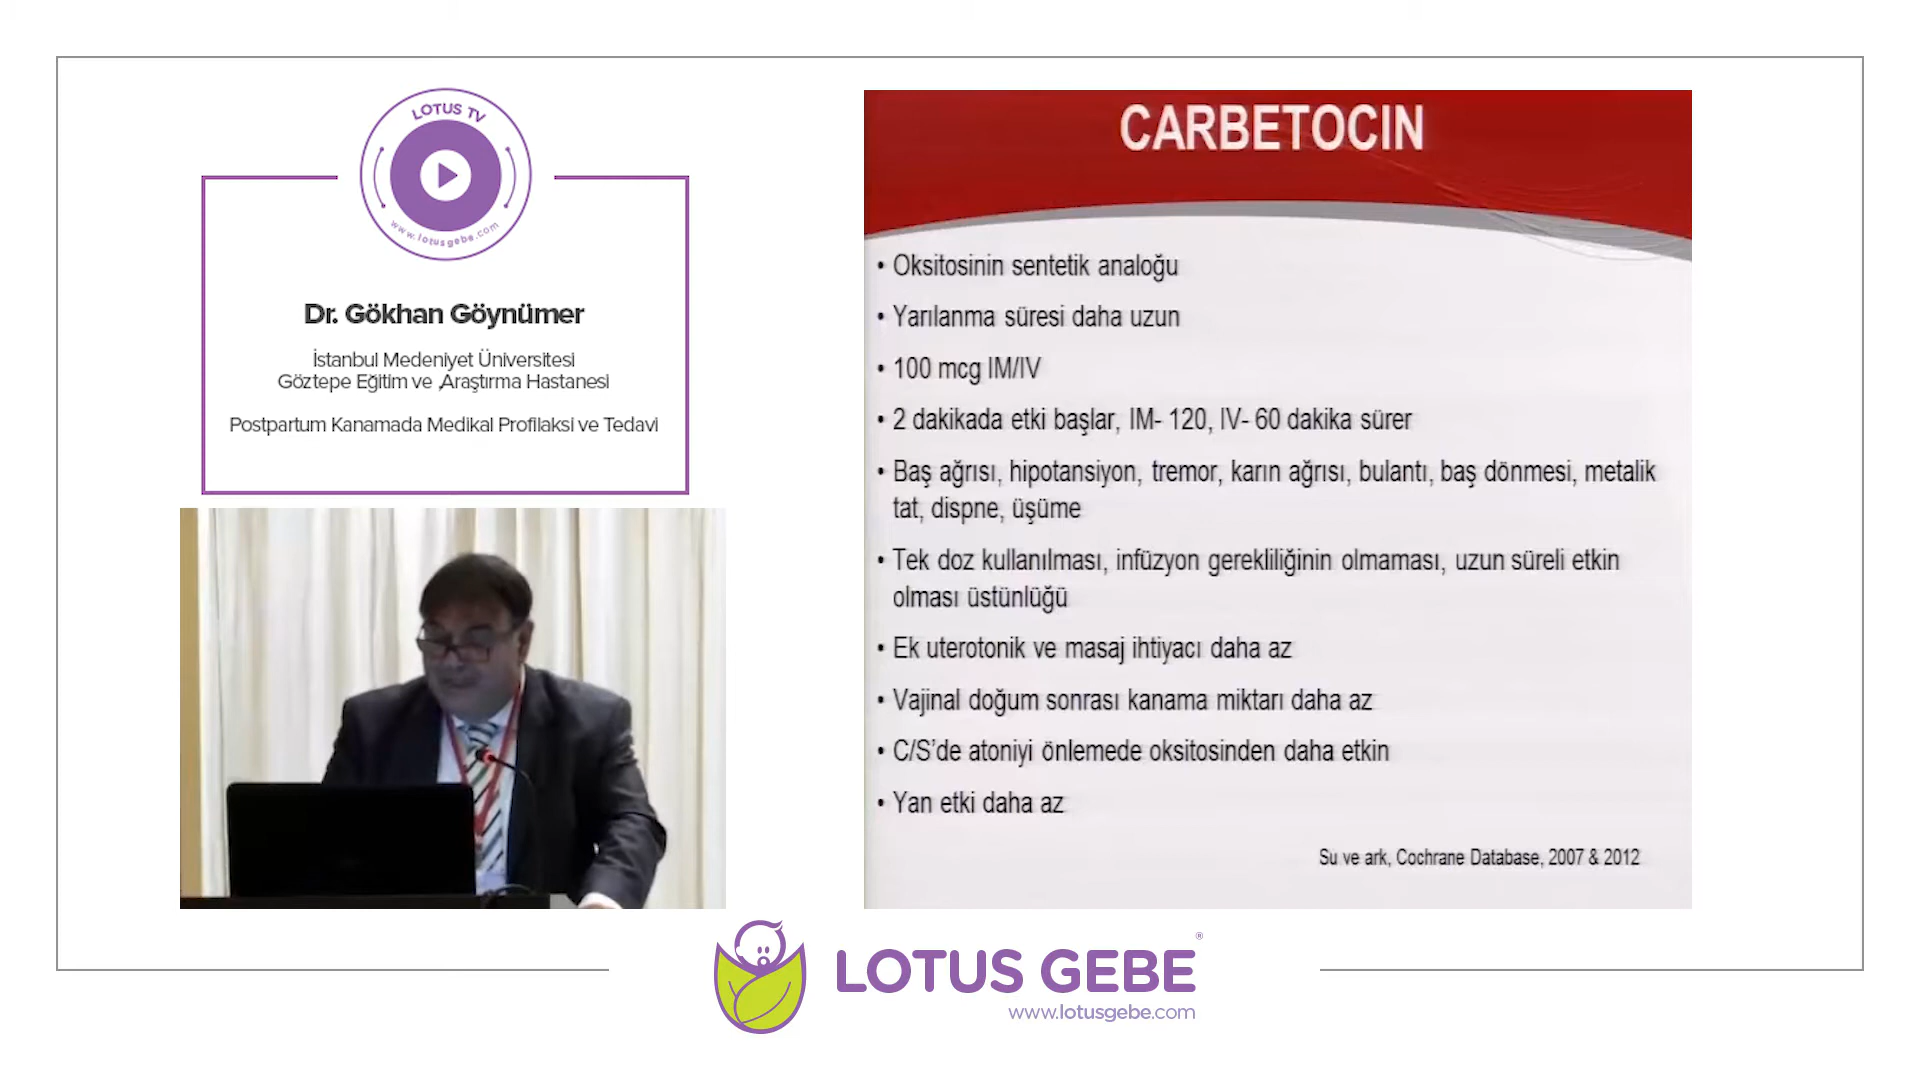 LOTUS TV
www.lotusgebe.com
Dr. Gökhan Göynümer
İstanbul Medeniyet Üniversitesi
Göztepe Eğitim ve ,Araştırma Hastanesi
Postpartum Kanamada Medikal Profilaksi ve Tedavi
CARBETOCIN
• Oksitosinin sentetik analoğu
• Yarılanma süresi daha uzun
• 100 mcg IM/IV
• 2 dakikada etki başlar, IM- 120, IV- 60 dakika sürer
• Baş ağrısı, hipotansiyon, tremor, karın ağrısı, bulantı, baş dönmesi, metalik
tat, dispne, üşüme
• Tek doz kullanılması, infüzyon gerekliliğinin olmaması, uzun süreli etkin
olması üstünlüğü
• Ek uterotonik ve masaj ihtiyacı daha az
• Vajinal doğum sonrası kanama miktarı daha az
• C/S'de atoniyi önlemede oksitosinden daha etkin
• Yan etki daha az
Su ve ark, Cochrane Database, 2007 & 2012
LOTUS GEBE®
www.lotusgebe.com